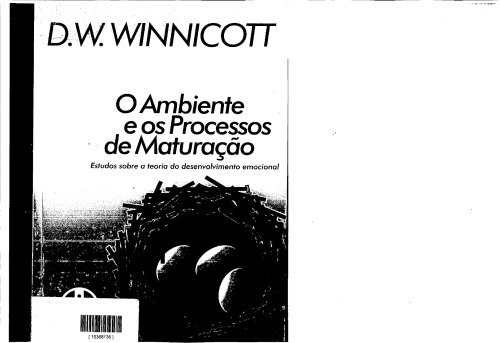 D.W. WINNICOTT
O Ambiente
e os Processos
de Maturação
Estudos sobre a teoria do desenvolvimento emocional